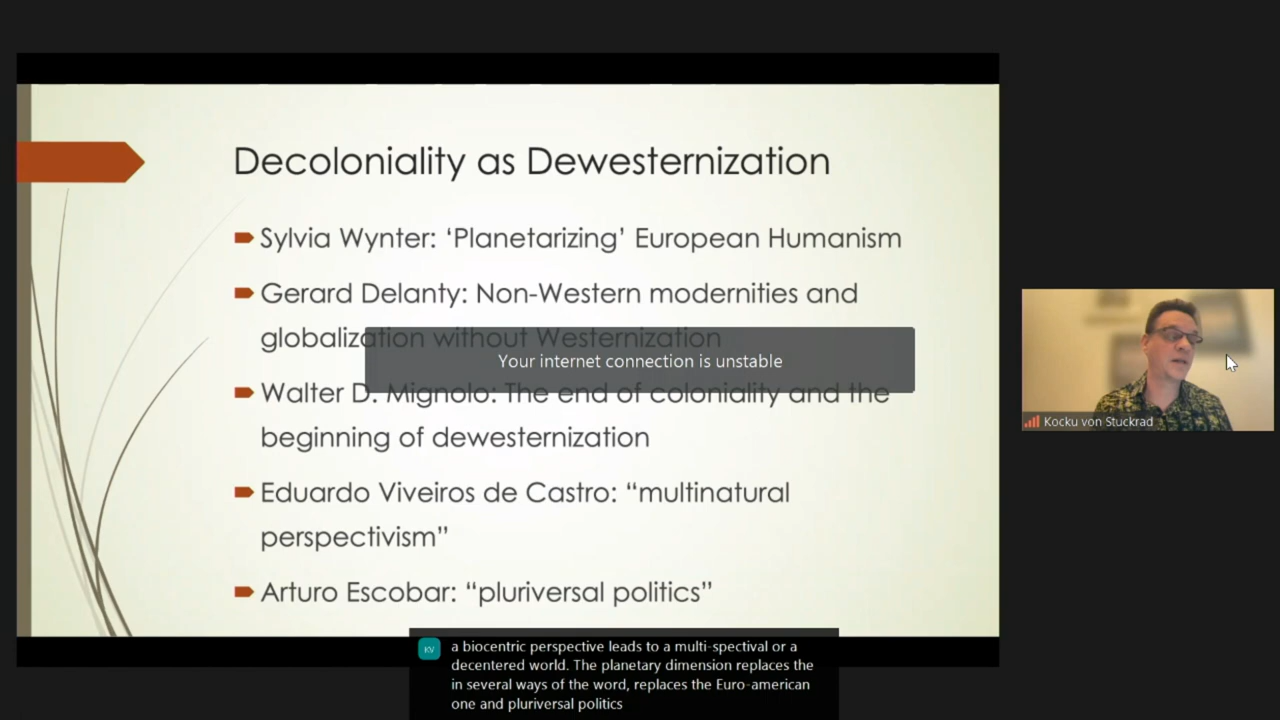 Decoloniality as Dewesternization
Sylvia Wynter: ‘Planetarizing’ European Humanism
Gerard Delanty: Non-Western modernities and
globalization without Westernization
Your internet connection is unstable
Walter D. Mignolo: The end of coloniality and the
beginning of dewesternization
Eduardo Viveiros de Castro: “multinatural
perspectivism”
Arturo Escobar: “pluriversal politics”
Kocku von Stuckrad
KV
a biocentric perspective leads to a multi-spectival or a
decentered world. The planetary dimension replaces the
in several ways of the word, replaces the Euro-american
one and pluriversal politics